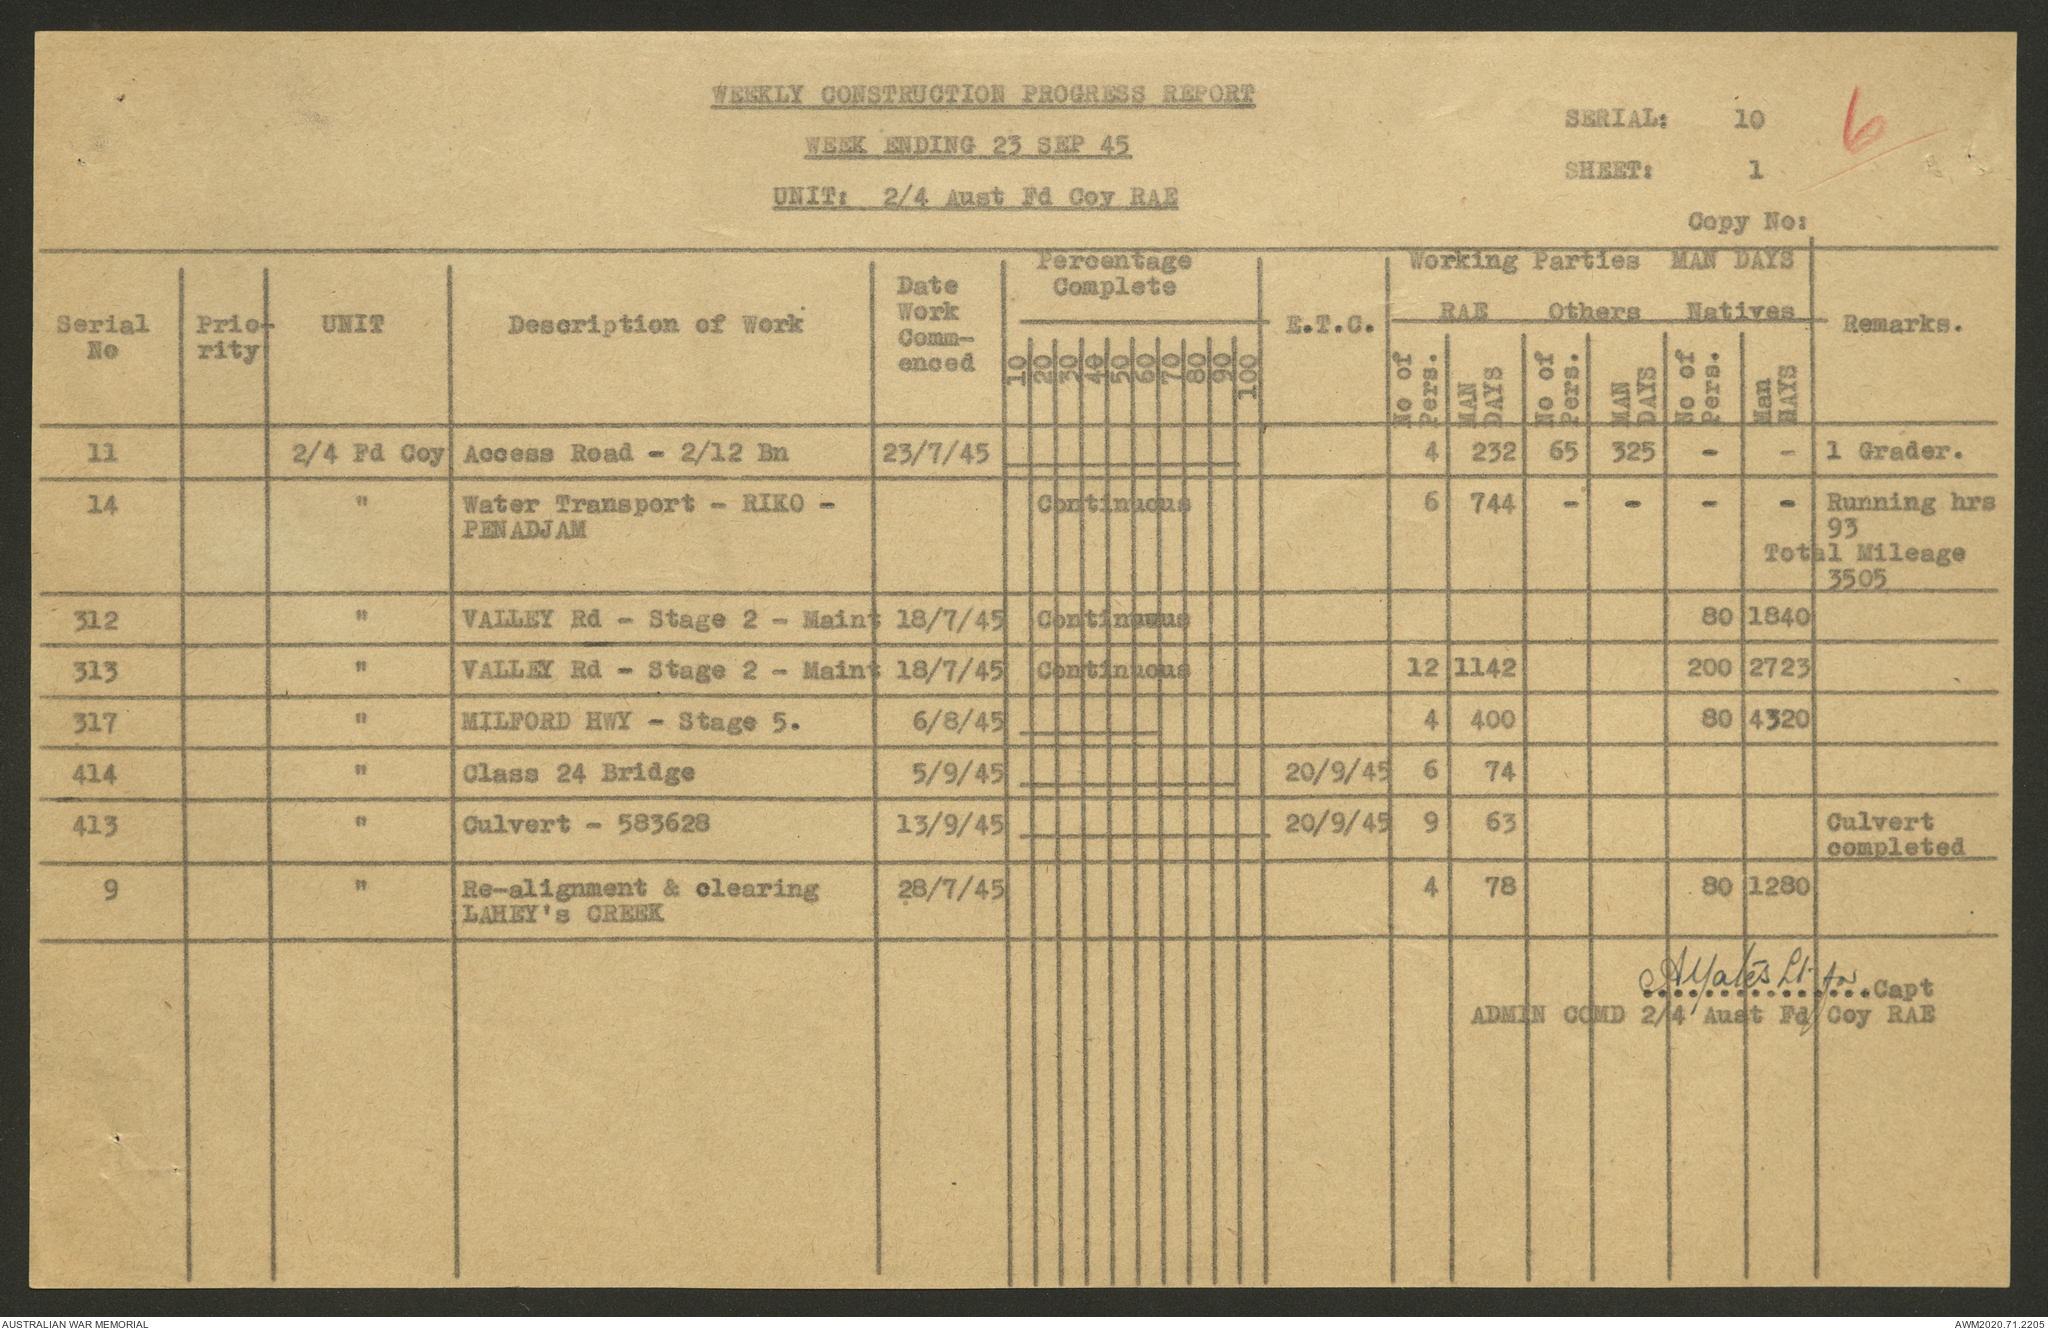 WEEKLY CONSTRUCTION PROGRESS REPORT
WEEK ENDING 23 SEP 45
UNIT: 2/4 Aust Fd Coy RAE
SERIAL: 10
6
SHEET: 1
Copy No:
Serial No
Prio-rity
UNIT
Description of Work
Date Work Comm-enced
Percentage Complete
10 20 30 40 50 60 70 80 90 100
E.T.C.
Working Parties MAN DAYS
RAE Others Natives
No of Pers. MAN DAYS No of Pers. MAN DAYS No of Pers. Man DAYS
Remarks.
11 2/4 Fd Coy Access Road - 2/12 Bn 23/7/45 4 232 65 325 - - 1 Grader.
14 " Water Transport - RIKO - Continuous 6 744 - - - - Running hrs
PENADJAM 93
Total Mileage
3505
312 " VALLEY Rd - Stage 2 - Maint 18/7/45 Continuous 80 1840
313 " VALLEY Rd - Stage 2 - Maint 18/7/45 Continuous 12 1142 200 2723
317 " MILFORD HWY - Stage 5. 6/8/45 4 400 80 4320
414 " Class 24 Bridge 5/9/45 20/9/45 6 74
413 " Culvert - 583628 13/9/45 20/9/45 9 63 Culvert
completed
9 " Re-alignment & clearing 28/7/45 4 78 80 1280
LAHEY's CREEK
AYates Lt for
..............Capt
ADMIN COMD 2/4 Aust Fd Coy RAE
AUSTRALIAN WAR MEMORIAL
AWM2020.71.2205